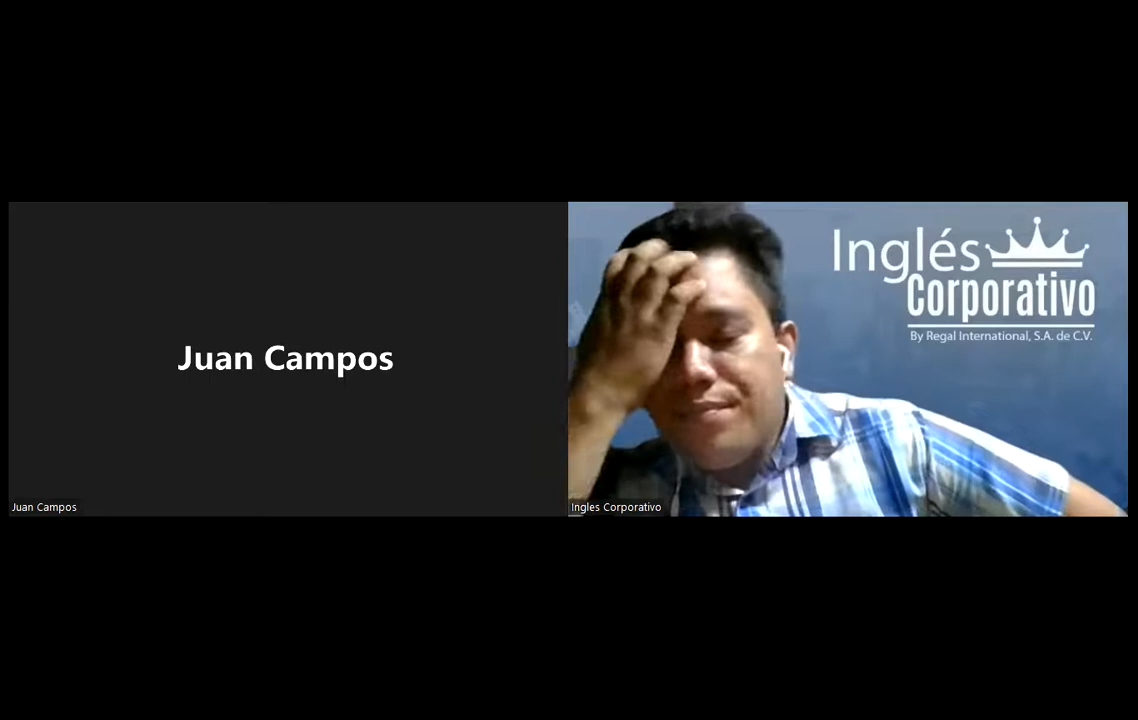 Juan Campos
Juan Campos
Inglés
Corporativo
By Regal International, S.A. de C.V.
Ingles Corporativo